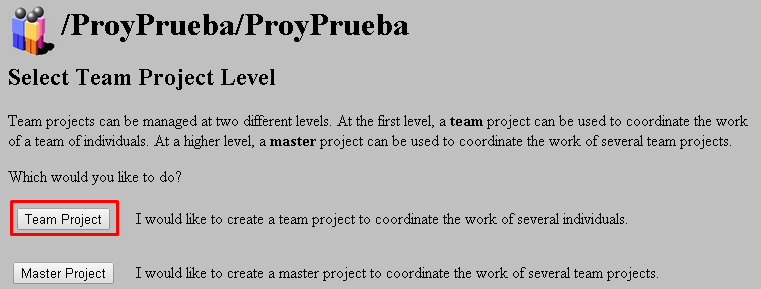 /ProyPrueba/ProyPrueba
Select Team Project Level
Team projects can be managed at two different levels. At the first level, a team project can be used to coordinate the work
of a team of individuals. At a higher level, a master project can be used to coordinate the work of several team projects.
Which would you like to do?
Team Project I would like to create a team project to coordinate the work of several individuals.
Master Project I would like to create a master project to coordinate the work of several team projects.